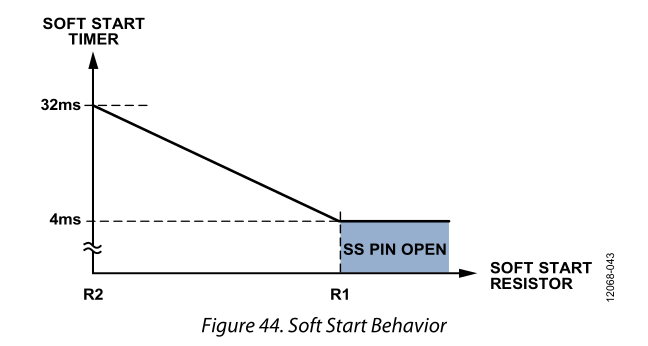 SOFT START
TIMER
32ms
4ms
SS PIN OPEN
SOFT START
RESISTOR
R2
R1
12068-043
Figure 44. Soft Start Behavior